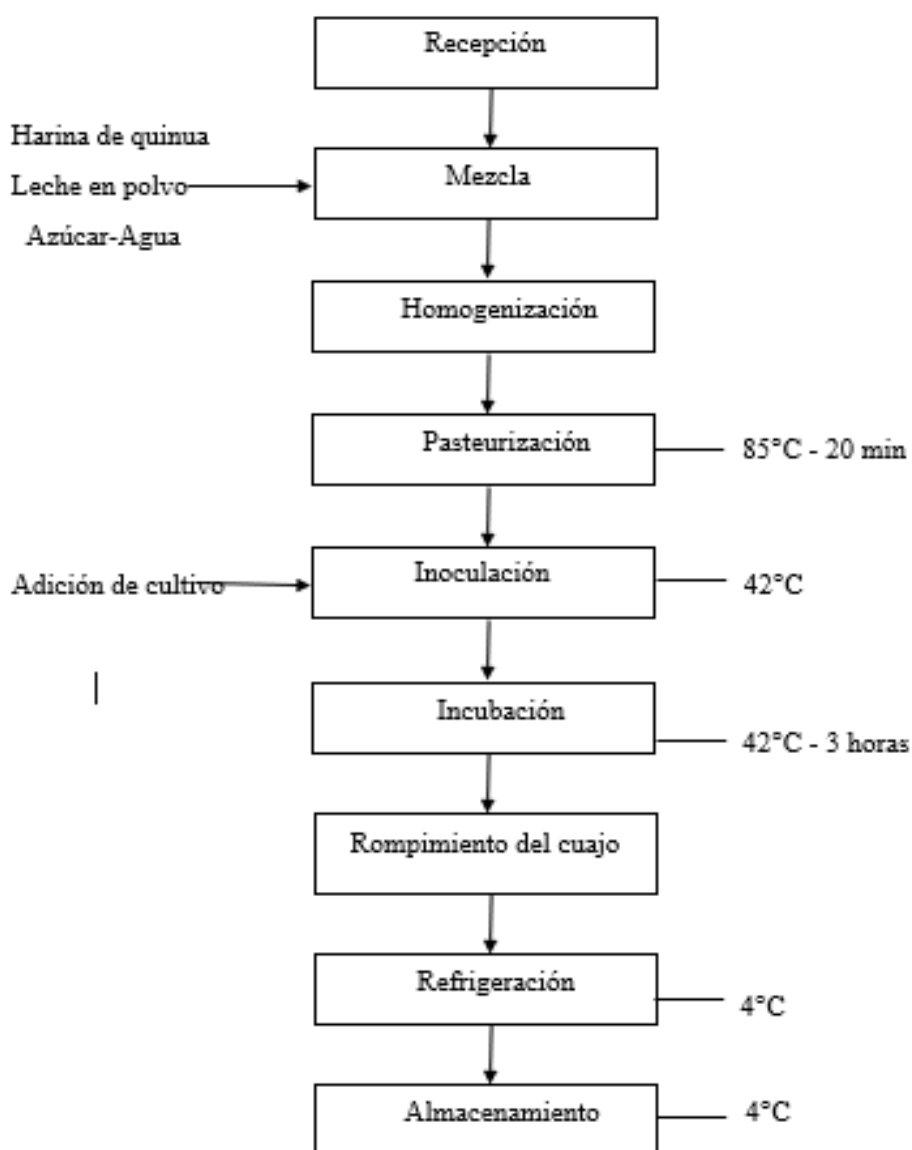 Recepción
Harina de quinua
Leche en polvo
Azúcar-Agua
Mezcla
Homogenización
Pasteurización
85°C - 20 min
Adición de cultivo
Inoculación
42°C
Incubación
42°C - 3 horas
Rompimiento del cuajo
Refrigeración
4°C
Almacenamiento
4°C